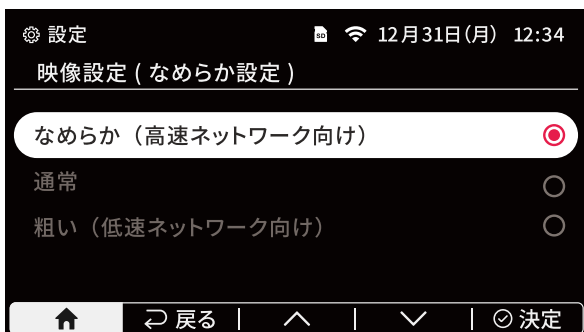 設定 SD 12月31日(月) 12:34
映像設定 ( なめらか設定 )
なめらか（高速ネットワーク向け）
通常
粗い（低速ネットワーク向け）
戻る 決定